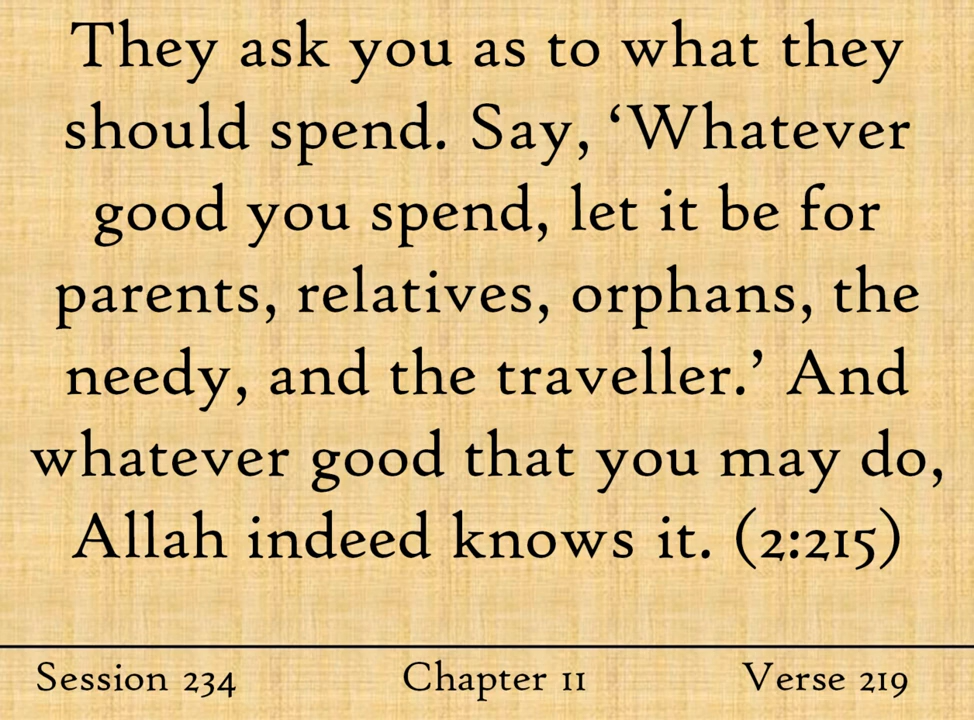 They ask you as to what they
should spend. Say, ‘Whatever
good you spend, let it be for
parents, relatives, orphans, the
needy, and the traveller.’ And
whatever good that you may do,
Allah indeed knows it. (2:215)
Session 234 Chapter 11 Verse 219